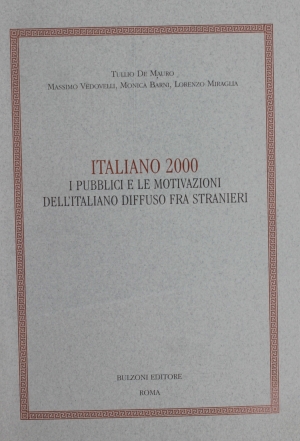 Tullio De Mauro
Massimo Vedovelli, Monica Barni, Lorenzo Miraglia
ITALIANO 2000
I PUBBLICI E LE MOTIVAZIONI
DELL'ITALIANO DIFFUSO FRA STRANIERI
BULZONI EDITORE
ROMA